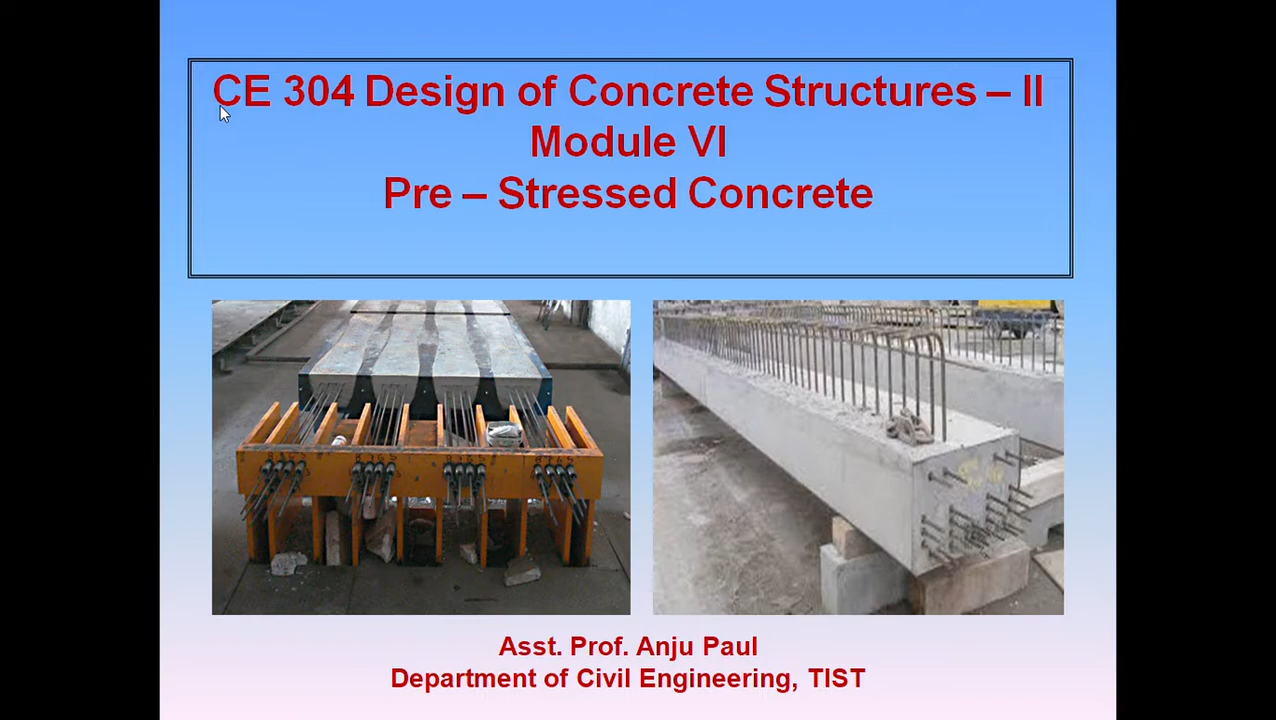 CE 304 Design of Concrete Structures – II
Module VI
Pre – Stressed Concrete
Asst. Prof. Anju Paul
Department of Civil Engineering, TIST